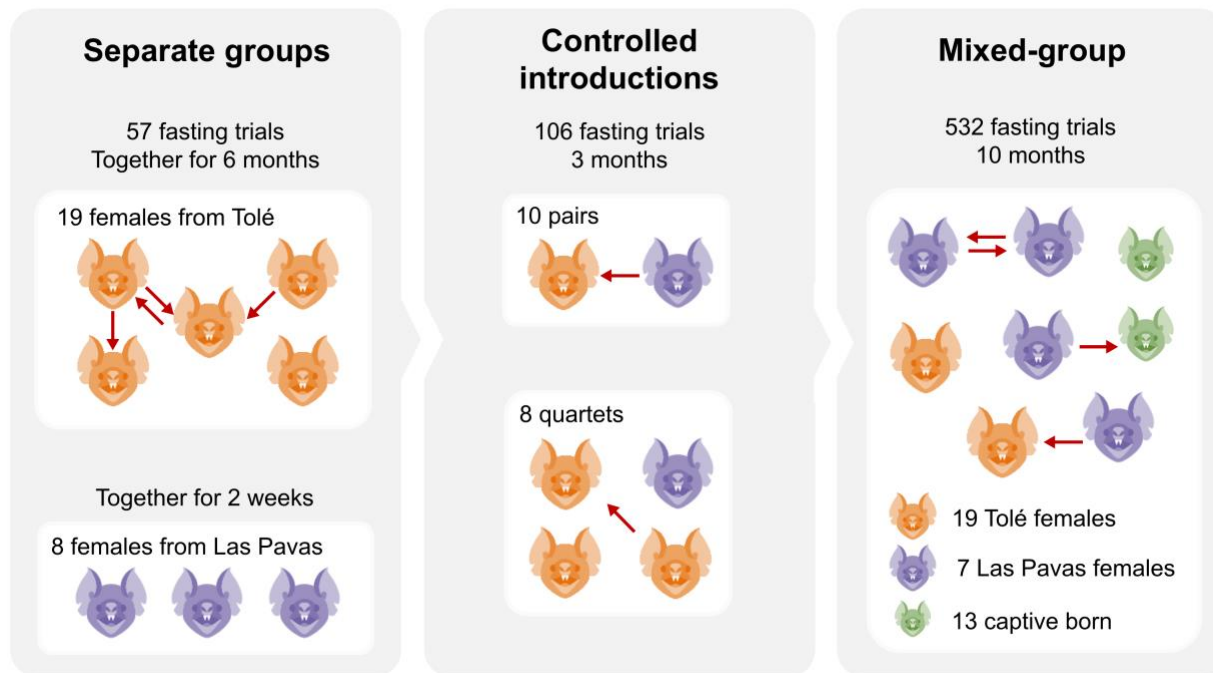 Separate groups
57 fasting trials
Together for 6 months
19 females from Tolé
Together for 2 weeks
8 females from Las Pavas
Controlled
introductions
106 fasting trials
3 months
10 pairs
8 quartets
Mixed-group
532 fasting trials
10 months
19 Tolé females
7 Las Pavas females
13 captive born